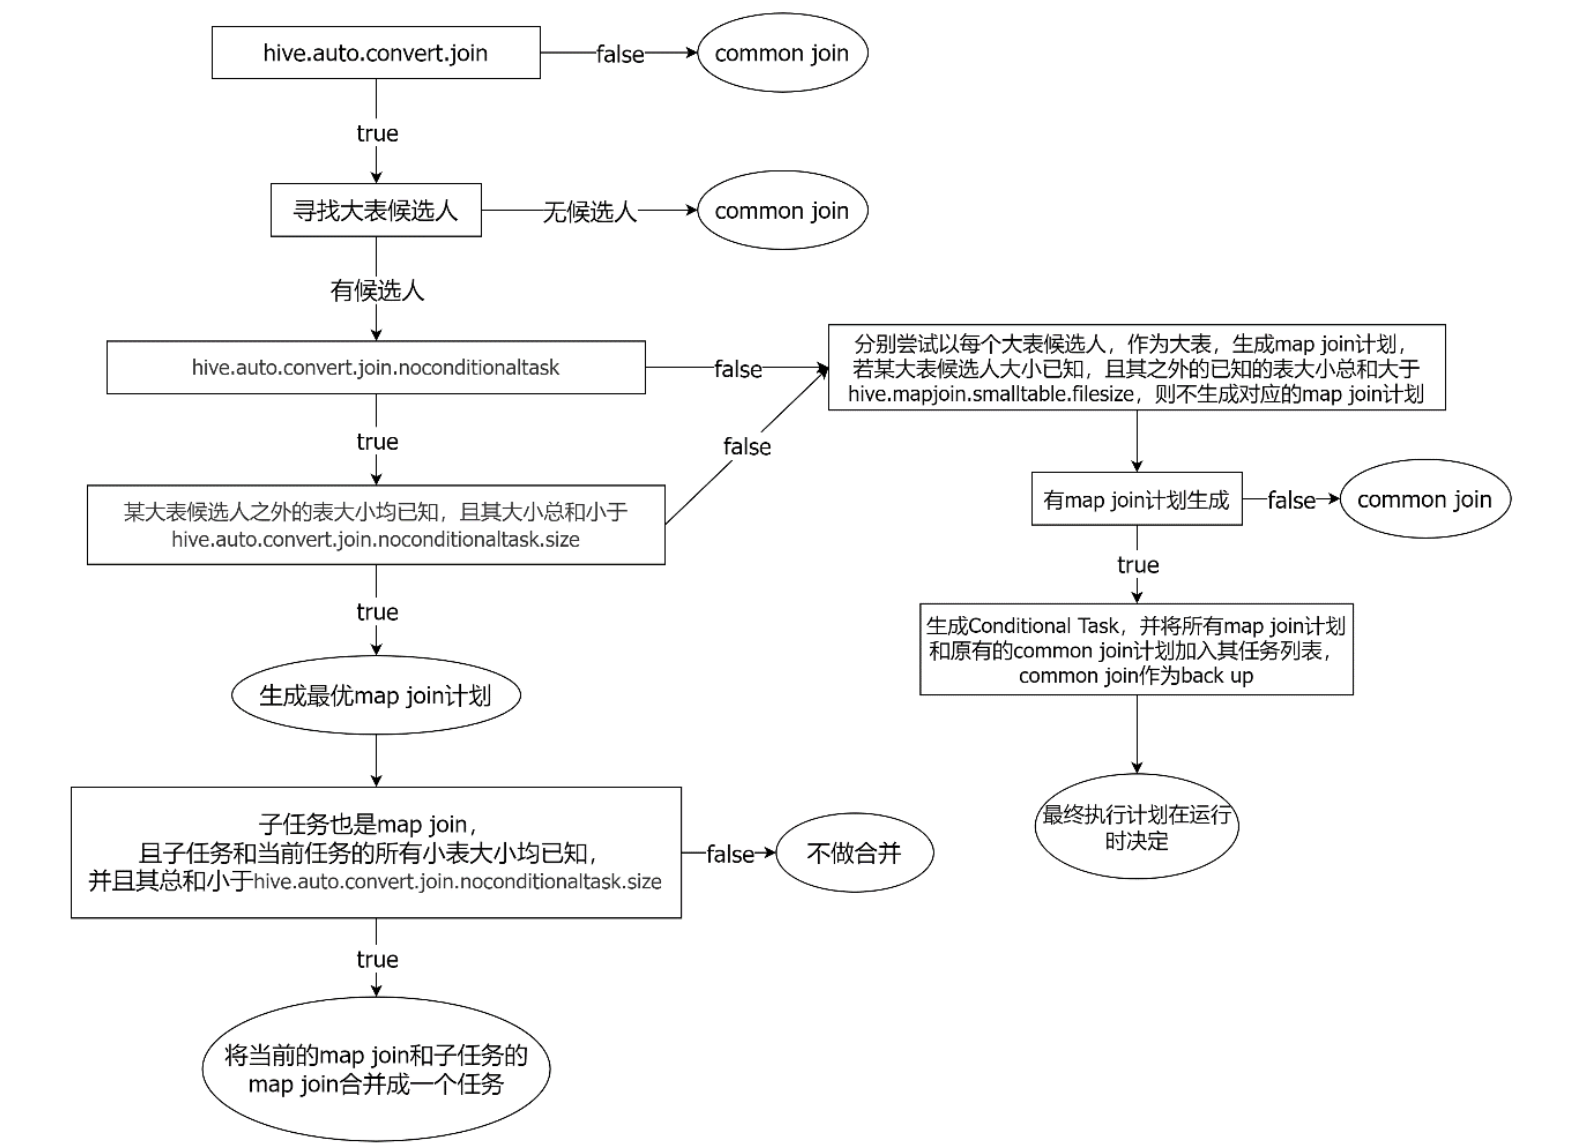 hive.auto.convert.join
false
common join
true
寻找大表候选人
无候选人
common join
有候选人
hive.auto.convert.join.noconditionaltask
false
分别尝试以每个大表候选人，作为大表，生成map join计划，
若某大表候选人大小已知，且其之外的已知的表大小总和大于
hive.mapjoin.smalltable.filesize，则不生成对应的map join计划
true
false
某大表候选人之外的表大小均已知，且其大小总和小于
hive.auto.convert.join.noconditionaltask.size
有map join计划生成
false
common join
true
true
生成Conditional Task，并将所有map join计划
和原有的common join计划加入其任务列表，
common join作为back up
生成最优map join计划
最终执行计划在运行
时决定
子任务也是map join，
且子任务和当前任务的所有小表大小均已知，
并且其总和小于hive.auto.convert.join.noconditionaltask.size
false
不做合并
true
将当前的map join和子任务的
map join合并成一个任务